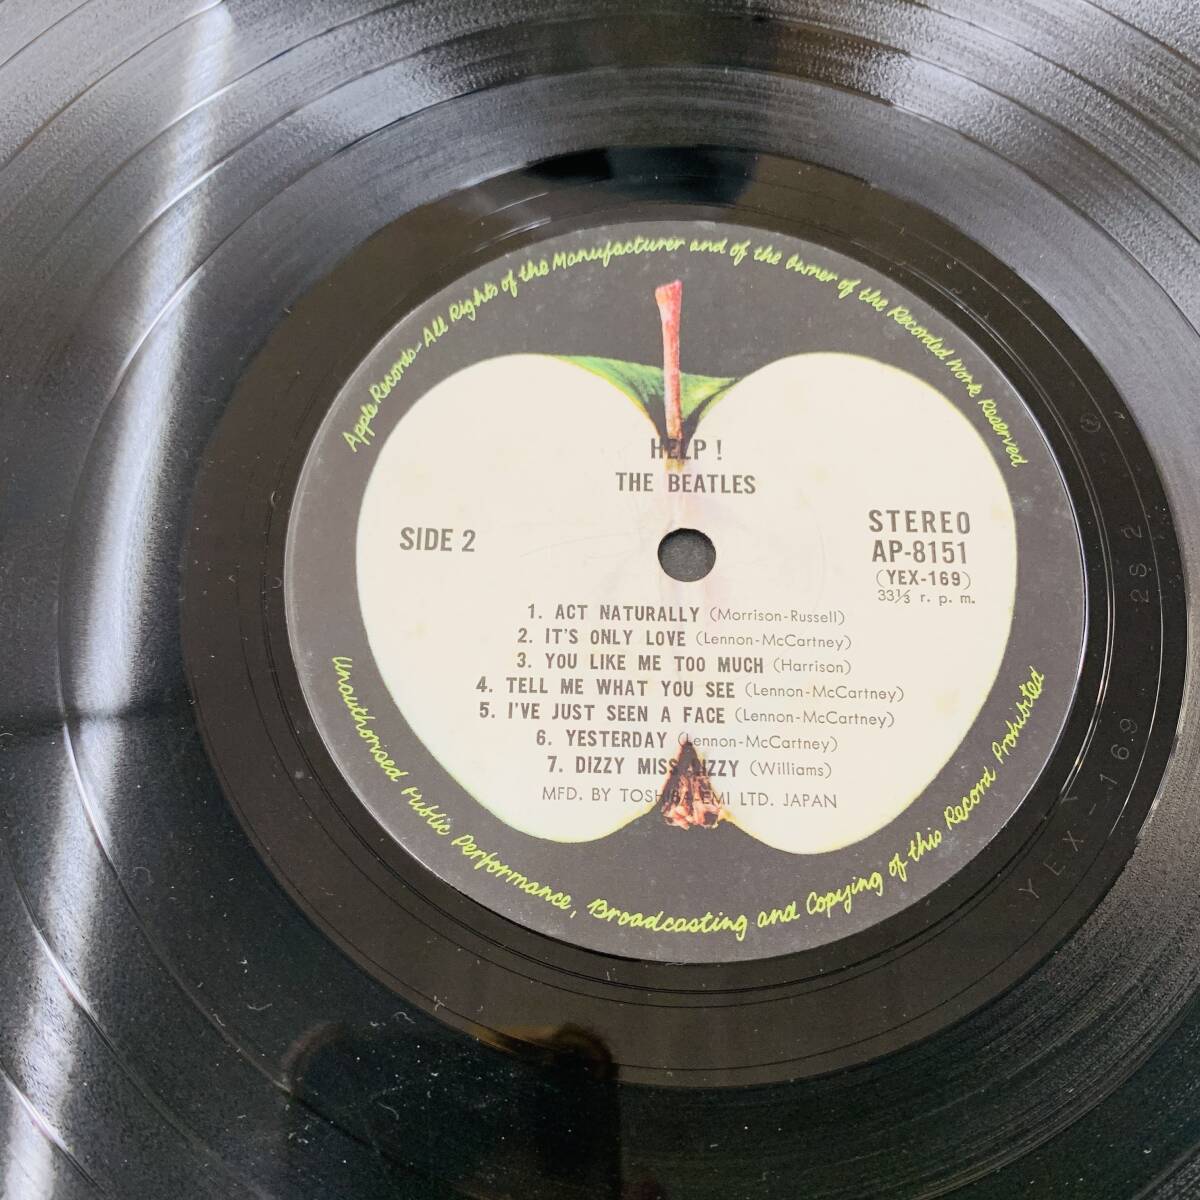 Apple Records-All Rights of the Manufacturer and of the Owner of the Recorded Work Reserved
HELP !
THE BEATLES
SIDE 2
STEREO
AP-8151
(YEX-169)
33⅓ r. p. m.
1. ACT NATURALLY (Morrison-Russell)
2. IT'S ONLY LOVE (Lennon-McCartney)
3. YOU LIKE ME TOO MUCH (Harrison)
4. TELL ME WHAT YOU SEE (Lennon-McCartney)
5. I'VE JUST SEEN A FACE (Lennon-McCartney)
6. YESTERDAY (Lennon-McCartney)
7. DIZZY MISS LIZZY (Williams)
MFD. BY TOSHIBA-EMI LTD. JAPAN
Unauthorised Public Performance, Broadcasting and Copying of this Record Prohibited
YEX-169 2S 2